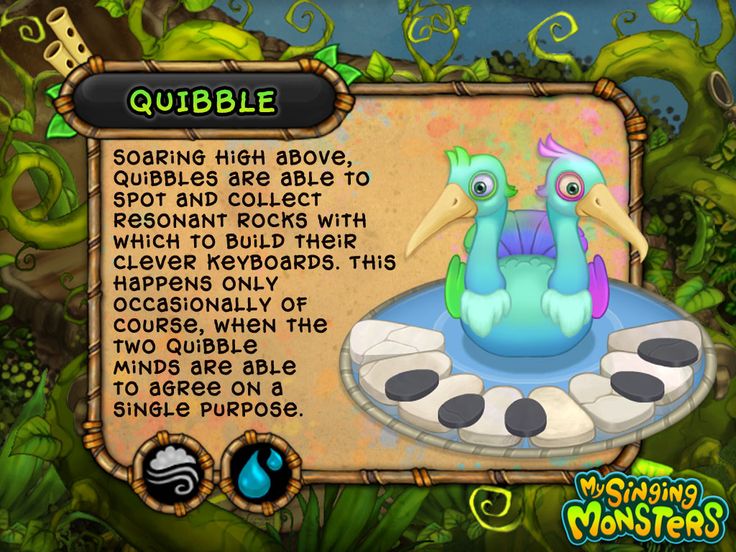 QUIBBLE
SOARING HIGH ABOVE,
QUIBBLES ARE ABLE TO
SPOT AND COLLECT
RESONANT ROCKS WITH
WHICH TO BUILD THEIR
CLEVER KEYBOARDS. THIS
HAPPENS ONLY
OCCASIONALLY OF
COURSE, WHEN THE
TWO QUIBBLE
MINDS ARE ABLE
TO AGREE ON A
SINGLE PURPOSE.
My SINGING
MONSTERS